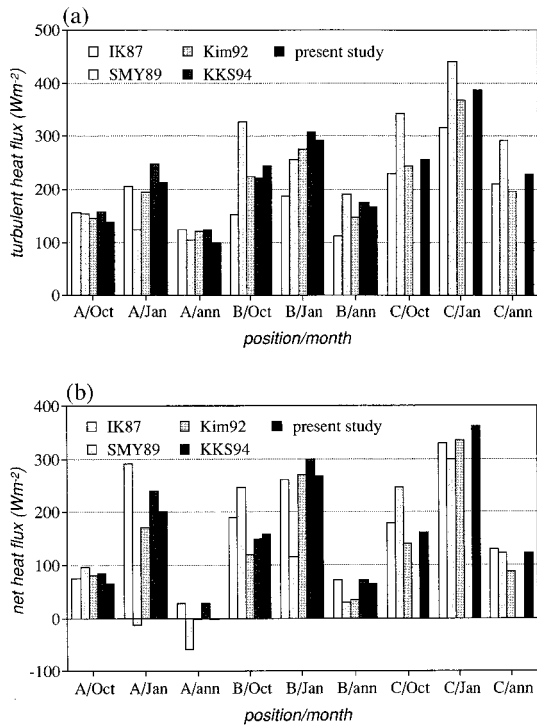 (a)
500
IK87 Kim92 present study
SMY89 KKS94
400
300
200
100
0
turbulent heat flux (Wm-2)
A/Oct A/Jan A/ann B/Oct B/Jan B/ann C/Oct C/Jan C/ann
position/month
(b)
400
IK87 Kim92 present study
SMY89 KKS94
300
200
100
0
-100
net heat flux (Wm-2)
A/Oct A/Jan A/ann B/Oct B/Jan B/ann C/Oct C/Jan C/ann
position/month